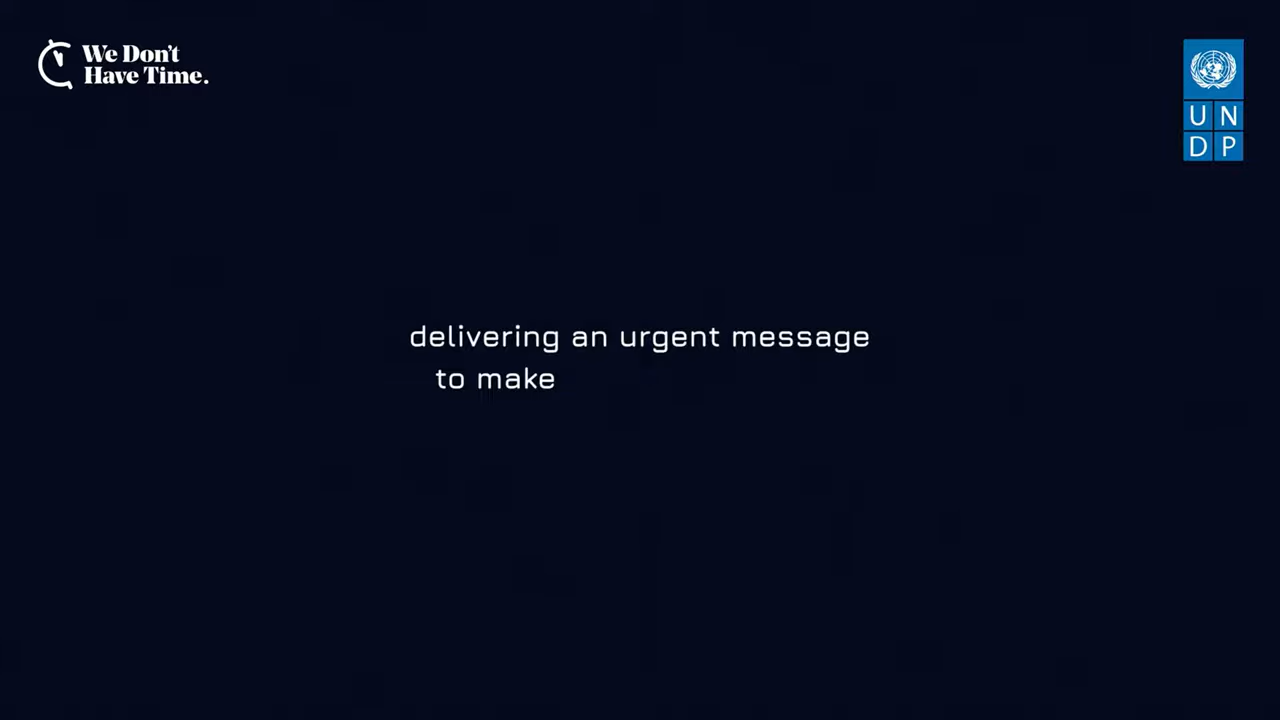 We Don't
Have Time.
U N
D P
delivering an urgent message
to make